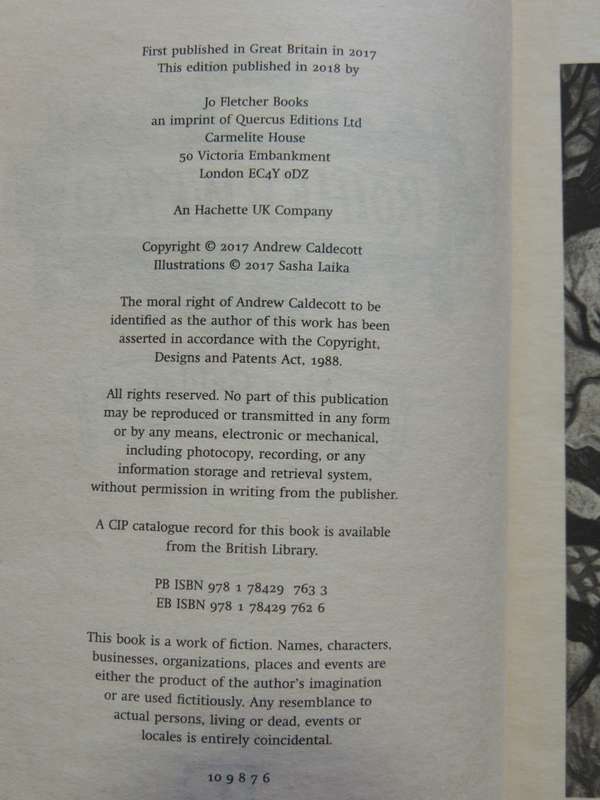 First published in Great Britain in 2017
This edition published in 2018 by
Jo Fletcher Books
an imprint of Quercus Editions Ltd
Carmelite House
50 Victoria Embankment
London EC4Y 0DZ
An Hachette UK Company
Copyright © 2017 Andrew Caldecott
Illustrations © 2017 Sasha Laika
The moral right of Andrew Caldecott to be
identified as the author of this work has been
asserted in accordance with the Copyright,
Designs and Patents Act, 1988.
All rights reserved. No part of this publication
may be reproduced or transmitted in any form
or by any means, electronic or mechanical,
including photocopy, recording, or any
information storage and retrieval system,
without permission in writing from the publisher.
A CIP catalogue record for this book is available
from the British Library.
PB ISBN 978 1 78429 763 3
EB ISBN 978 1 78429 762 6
This book is a work of fiction. Names, characters,
businesses, organizations, places and events are
either the product of the author's imagination
or are used fictitiously. Any resemblance to
actual persons, living or dead, events or
locales is entirely coincidental.
10 9 8 7 6